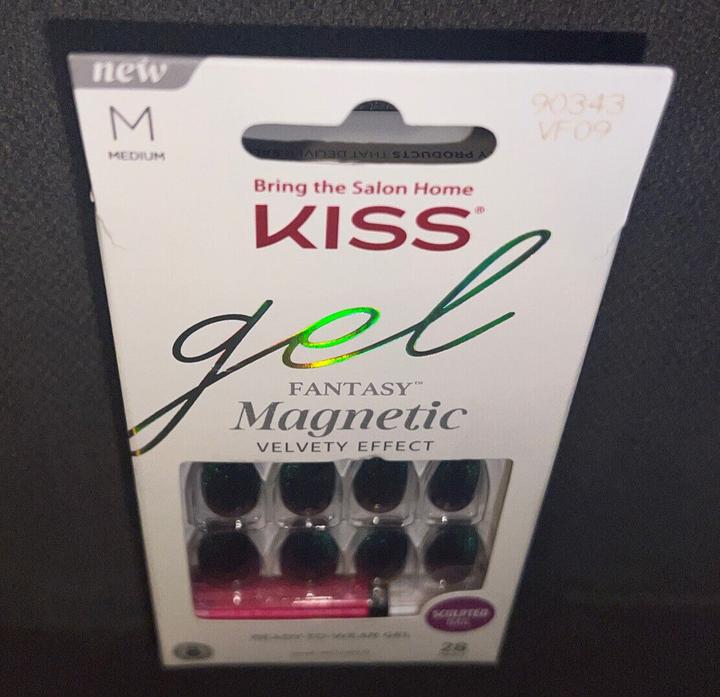 new
M
MEDIUM
90343
VF09
Bring the Salon Home
KISS®
gel
FANTASY™
Magnetic
VELVETY EFFECT
SCULPTED
READY-TO-WEAR GEL
28